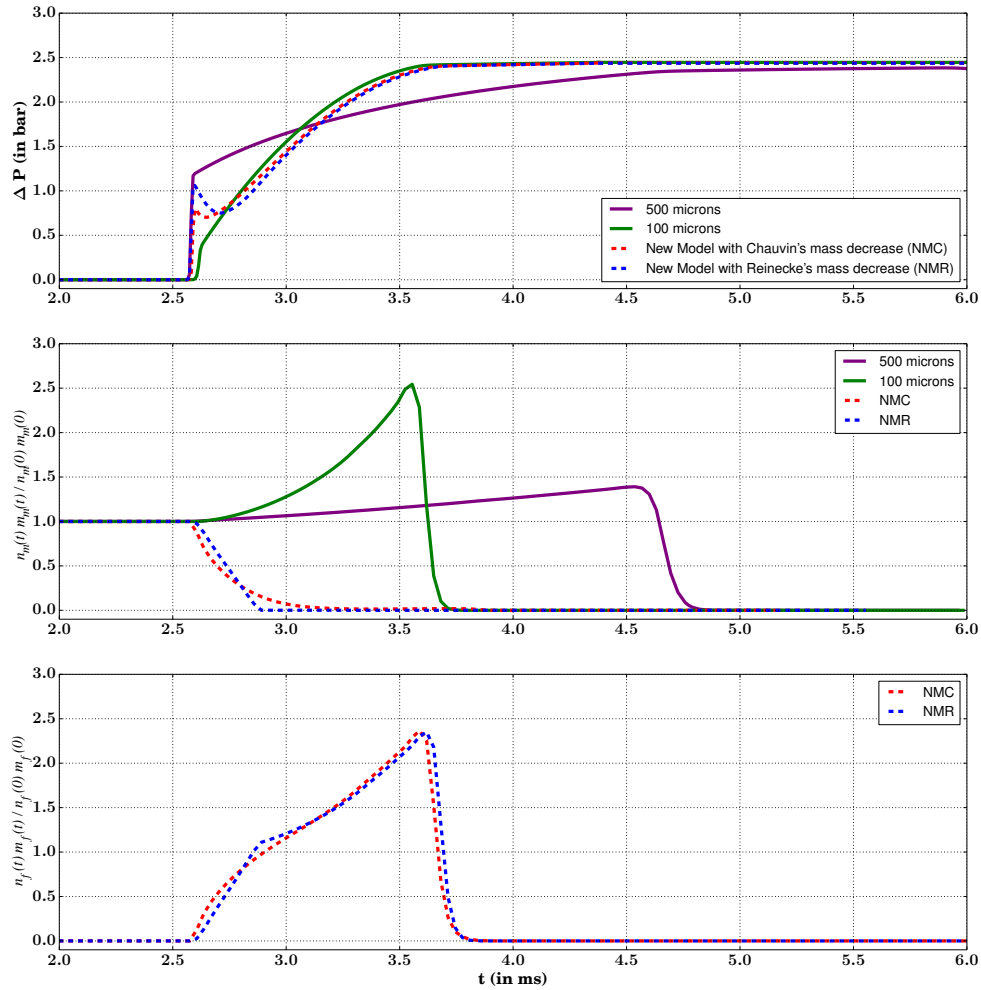 3.0
2.5
2.0
1.5
1.0
0.5
0.0
Δ P (in bar)
500 microns
100 microns
New Model with Chauvin's mass decrease (NMC)
New Model with Reinecke's mass decrease (NMR)
2.0 2.5 3.0 3.5 4.0 4.5 5.0 5.5 6.0
3.0
2.5
2.0
1.5
1.0
0.5
0.0
n_m(t) m_m(t) / n_m(0) m_m(0)
500 microns
100 microns
NMC
NMR
2.0 2.5 3.0 3.5 4.0 4.5 5.0 5.5 6.0
3.0
2.5
2.0
1.5
1.0
0.5
0.0
n_f(t) m_f(t) / n_f(0) m_f(0)
NMC
NMR
2.0 2.5 3.0 3.5 4.0 4.5 5.0 5.5 6.0
t (in ms)